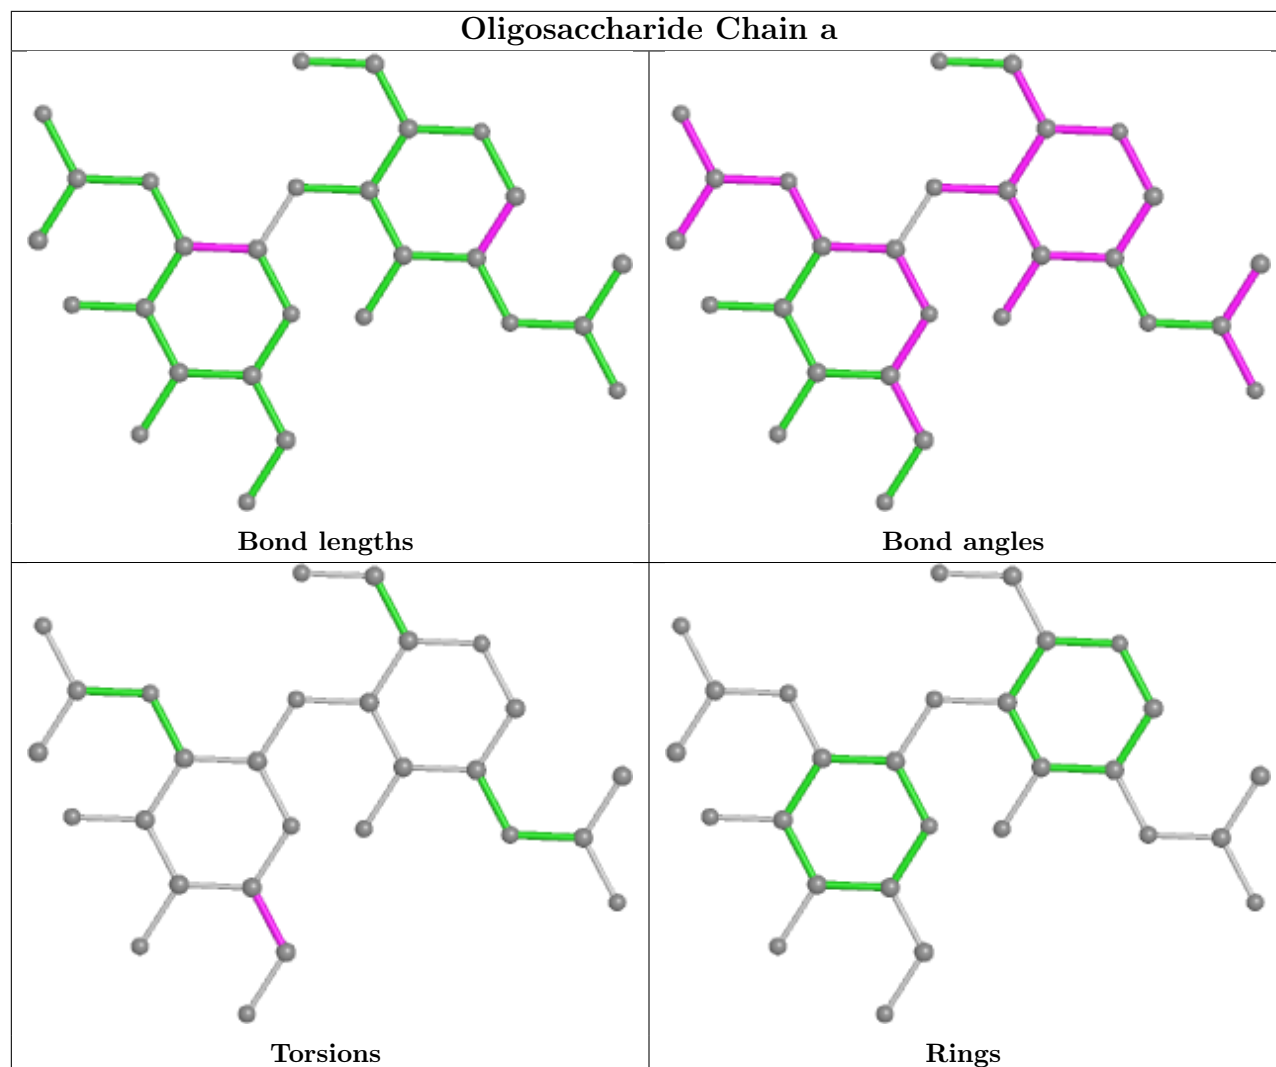 Oligosaccharide Chain a
Bond lengths
Bond angles
Torsions
Rings